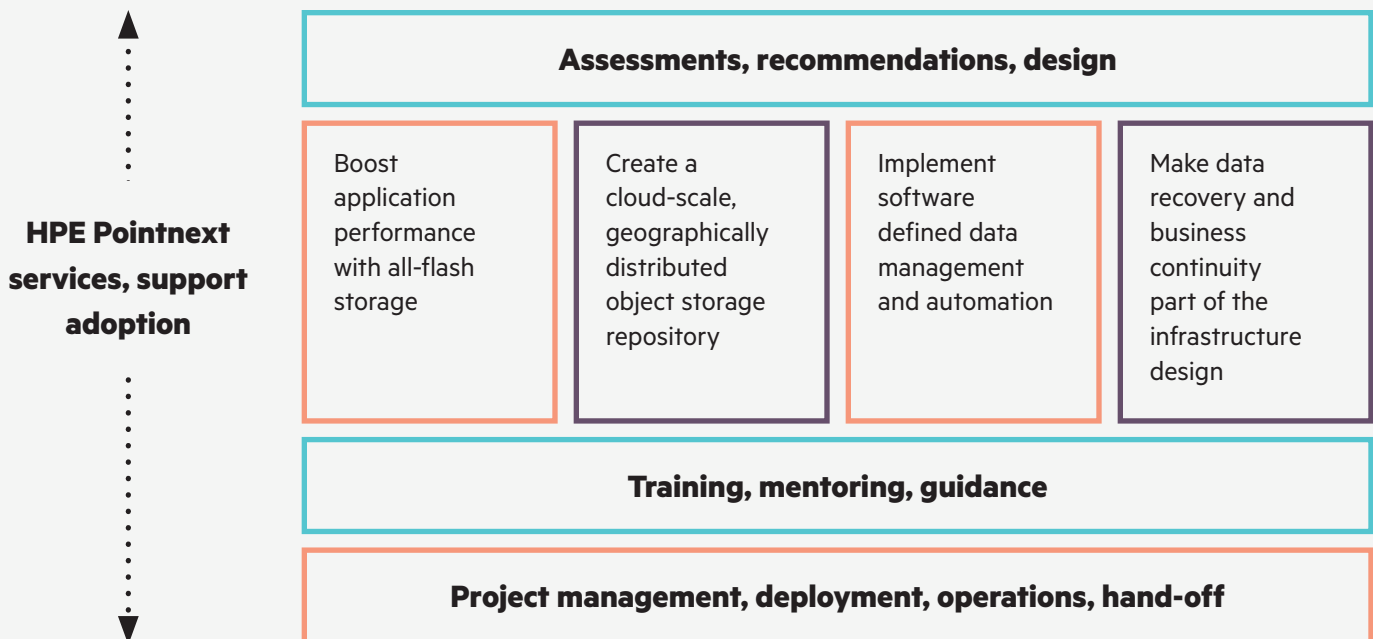 Assessments, recommendations, design
HPE Pointnext
services, support
adoption
Boost
application
performance
with all-flash
storage
Create a
cloud-scale,
geographically
distributed
object storage
repository
Implement
software
defined data
management
and automation
Make data
recovery and
business
continuity
part of the
infrastructure
design
Training, mentoring, guidance
Project management, deployment, operations, hand-off